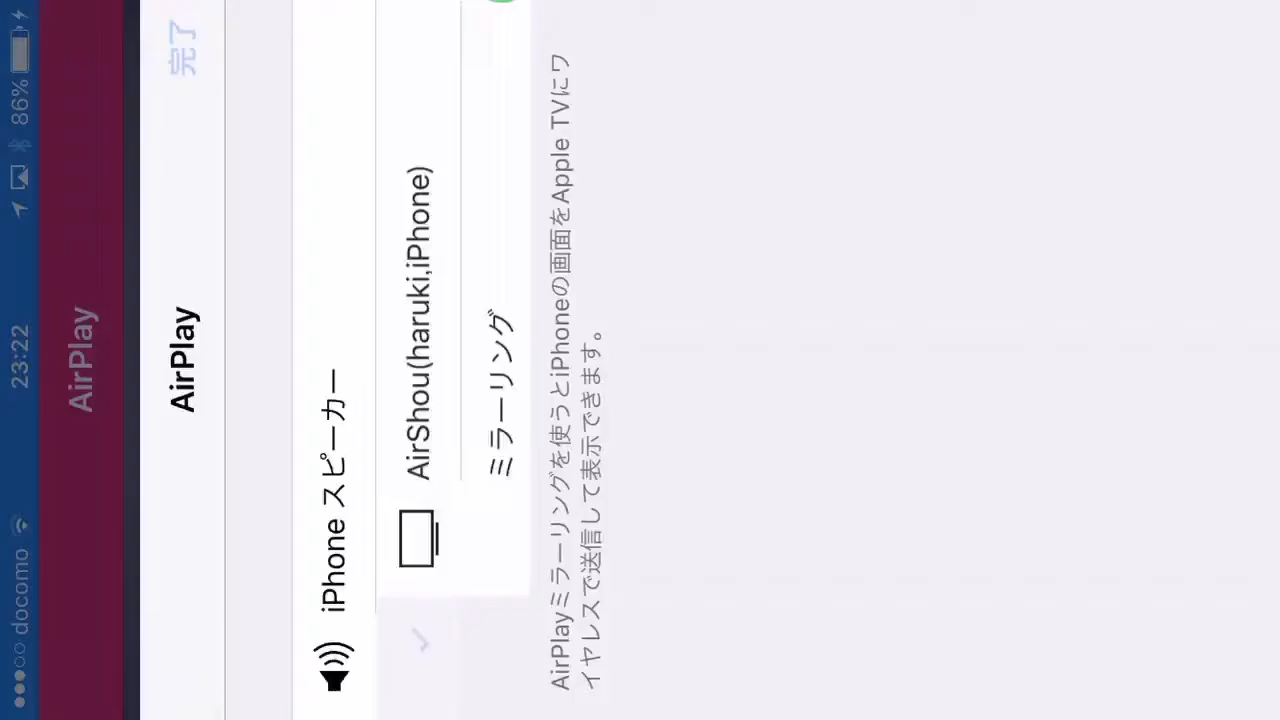 ●●●○○ docomo 23:22 86%
AirPlay
AirPlay 完了
iPhone スピーカー
AirShou(haruki,iPhone)
ミラーリング
AirPlayミラーリングを使うとiPhoneの画面をApple TVにワ
イヤレスで送信して表示できます。